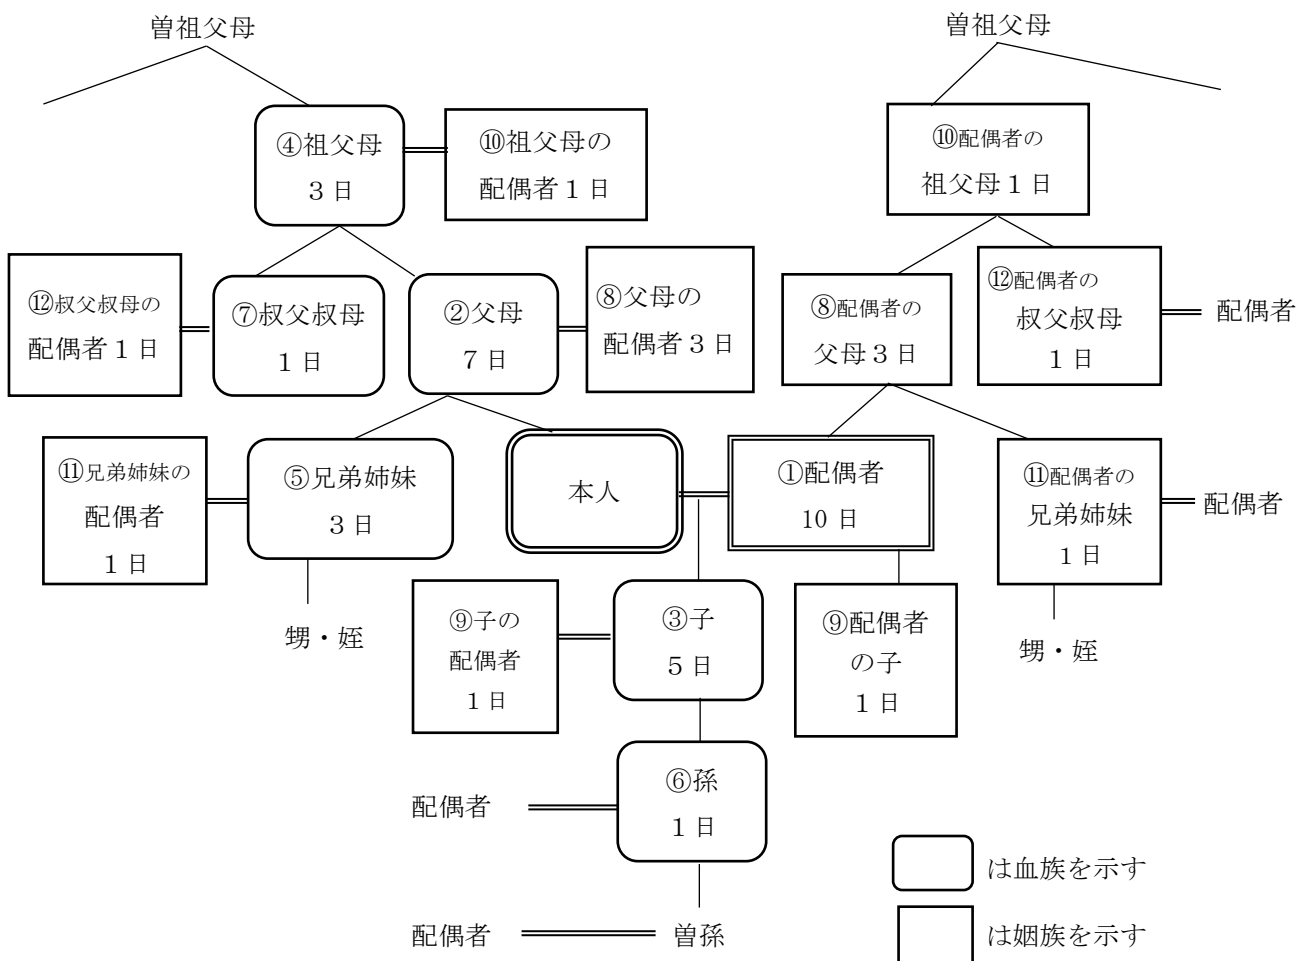 曽祖父母
曽祖父母
④祖父母
３日
⑩祖父母の
配偶者１日
⑩配偶者の
祖父母１日
⑫叔父叔母の
配偶者１日
⑦叔父叔母
１日
②父母
７日
⑧父母の
配偶者３日
⑧配偶者の
父母３日
⑫配偶者の
叔父叔母
１日
配偶者
⑪兄弟姉妹の
配偶者
１日
⑤兄弟姉妹
３日
本人
①配偶者
10日
⑪配偶者の
兄弟姉妹
１日
配偶者
甥・姪
⑨子の
配偶者
１日
③子
５日
⑨配偶者
の子
１日
甥・姪
配偶者
⑥孫
１日
は血族を示す
配偶者
曽孫
は姻族を示す